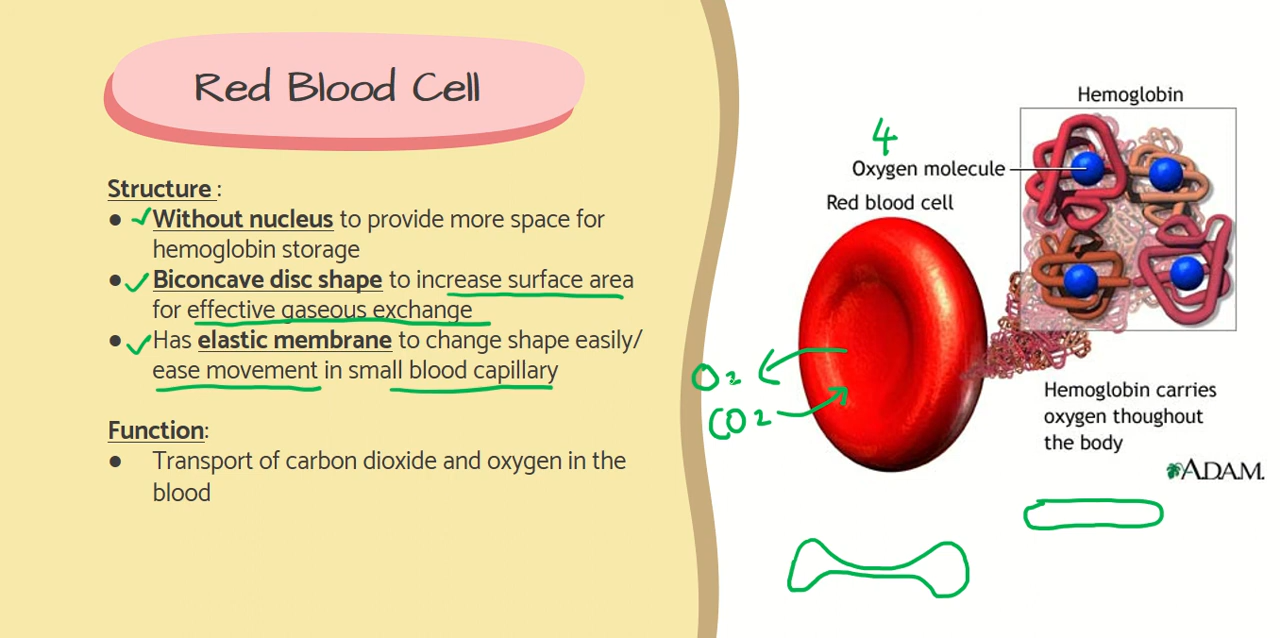 Red Blood Cell
Structure :
● Without nucleus to provide more space for
hemoglobin storage
● Biconcave disc shape to increase surface area
for effective gaseous exchange
● Has elastic membrane to change shape easily/
ease movement in small blood capillary
Function:
● Transport of carbon dioxide and oxygen in the
blood
Hemoglobin
4
Oxygen molecule
Red blood cell
O2
CO2
Hemoglobin carries
oxygen thoughout
the body
A.D.A.M.